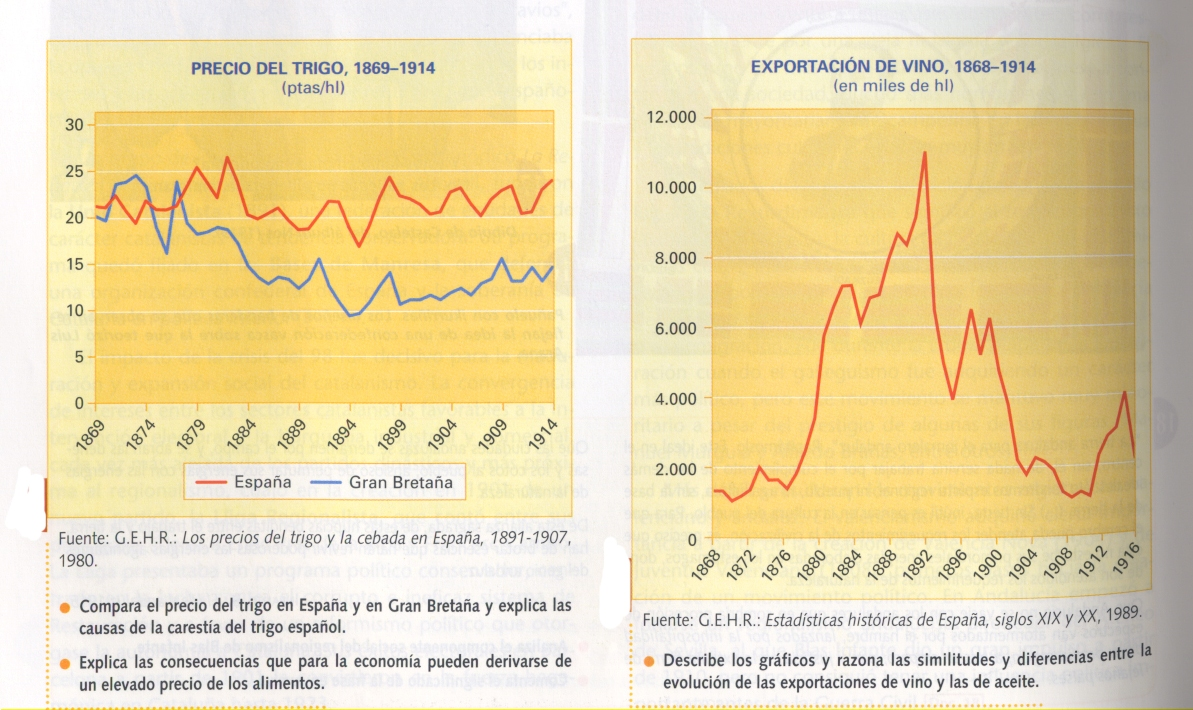 PRECIO DEL TRIGO, 1869–1914
(ptas/hl)
30
25
20
15
10
5
0
1869
1874
1879
1884
1889
1894
1899
1904
1909
1914
España
Gran Bretaña
Fuente: G.E.H.R.: Los precios del trigo y la cebada en España, 1891-1907,
1980.
● Compara el precio del trigo en España y en Gran Bretaña y explica las
causas de la carestía del trigo español.
● Explica las consecuencias que para la economía pueden derivarse de
un elevado precio de los alimentos.
EXPORTACIÓN DE VINO, 1868–1914
(en miles de hl)
12.000
10.000
8.000
6.000
4.000
2.000
0
1868
1872
1876
1880
1884
1888
1892
1896
1900
1904
1908
1912
1916
Fuente: G.E.H.R.: Estadísticas históricas de España, siglos XIX y XX, 1989.
● Describe los gráficos y razona las similitudes y diferencias entre la
evolución de las exportaciones de vino y las de aceite.